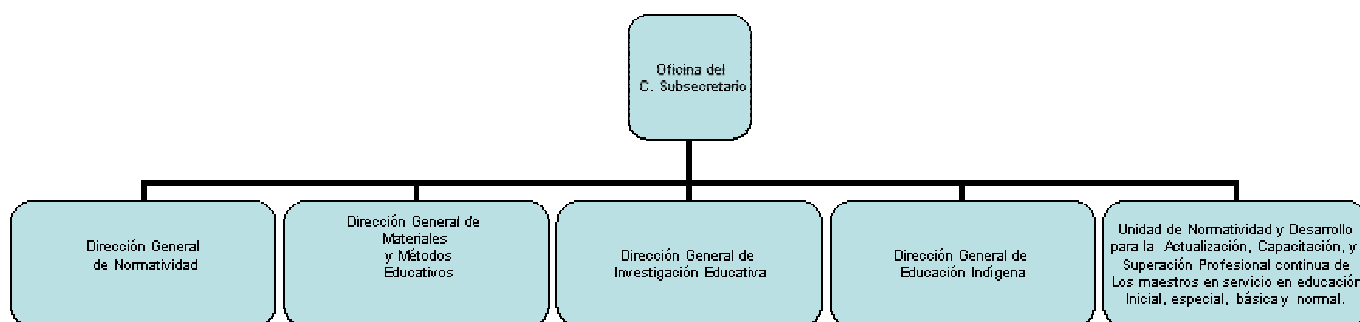 Oficina del
C. Subsecretario
Dirección General
de Normatividad
Dirección General de
Materiales
y Métodos
Educativos
Dirección General de
Investigación Educativa
Dirección General de
Educación Indígena
Unidad de Normatividad y Desarrollo
para la Actualización, Capacitación, y
Superación Profesional continua de
Los maestros en servicio en educación
Inicial, especial, básica y normal.